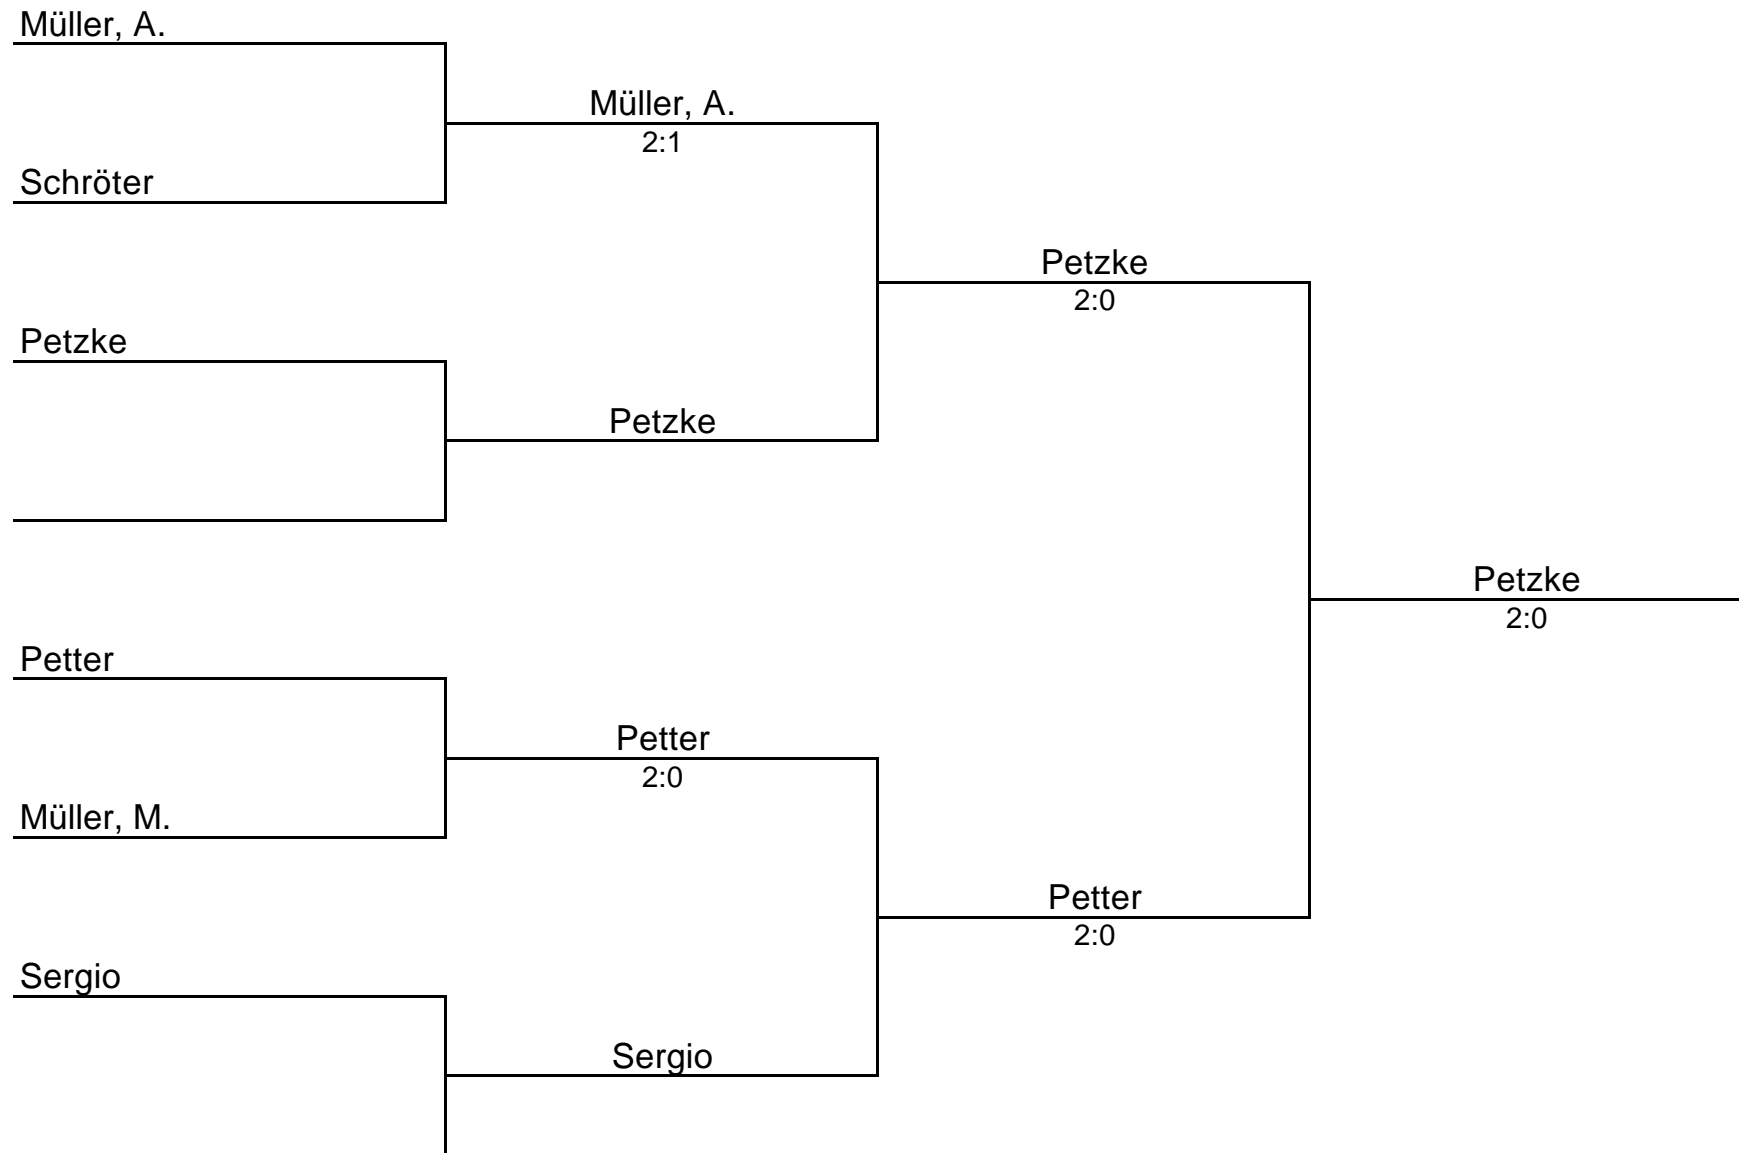 Müller, A.
Müller, A.
2:1
Schröter
Petzke
2:0
Petzke
Petzke
Petzke
2:0
Petter
Petter
2:0
Müller, M.
Petter
2:0
Sergio
Sergio